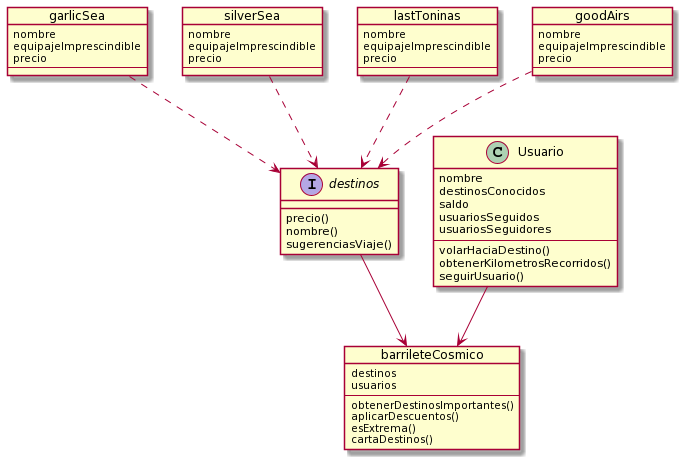 garlicSea
nombre
equipajeImprescindible
precio
silverSea
nombre
equipajeImprescindible
precio
lastToninas
nombre
equipajeImprescindible
precio
goodAirs
nombre
equipajeImprescindible
precio
I destinos
precio()
nombre()
sugerenciasViaje()
C Usuario
nombre
destinosConocidos
saldo
usuariosSeguidos
usuariosSeguidores
volarHaciaDestino()
obtenerKilometrosRecorridos()
seguirUsuario()
barrileteCosmico
destinos
usuarios
obtenerDestinosImportantes()
aplicarDescuentos()
esExtrema()
cartaDestinos()